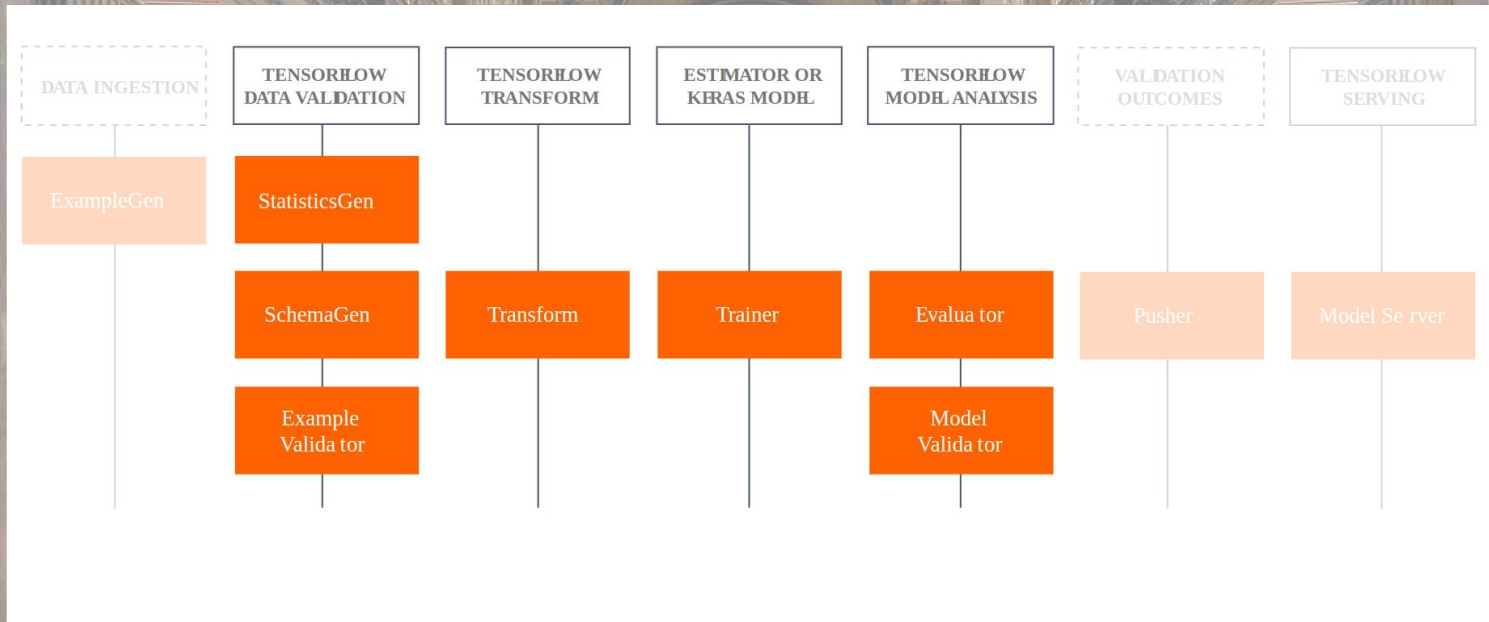 DATA INGESTION
TENSORFLOW
DATA VALIDATION
TENSORFLOW
TRANSFORM
ESTIMATOR OR
KERAS MODEL
TENSORFLOW
MODEL ANALYSIS
VALIDATION
OUTCOMES
TENSORFLOW
SERVING
ExampleGen
StatisticsGen
SchemaGen
Transform
Trainer
Evalua tor
Pusher
Model Se rver
Example
Valida tor
Model
Valida tor